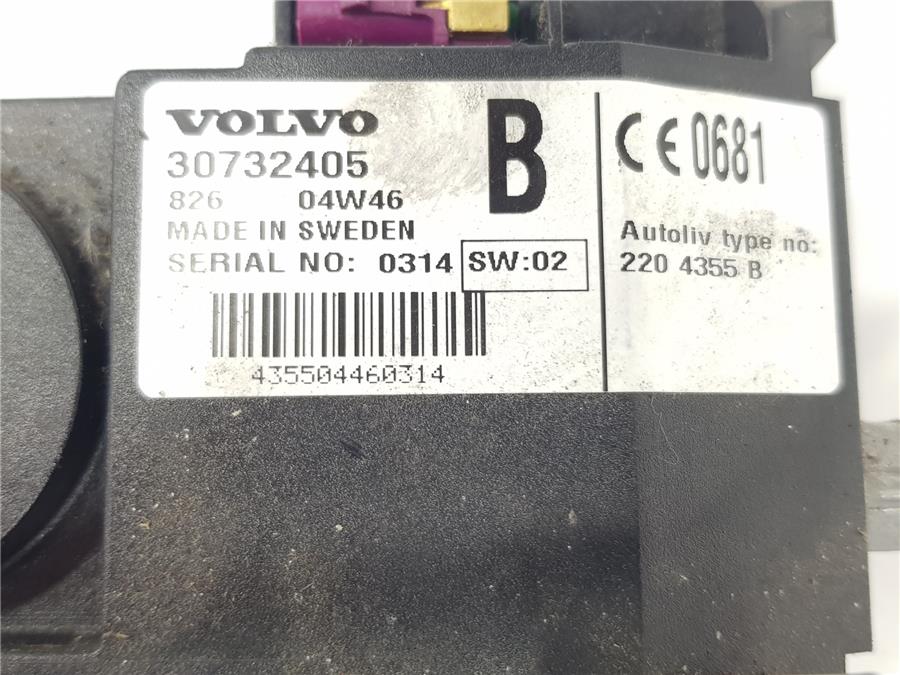 VOLVO
30732405
826 04W46
MADE IN SWEDEN
SERIAL NO: 0314 SW:02
435504460314
B
CE 0681
Autoliv type no:
220 4355 B